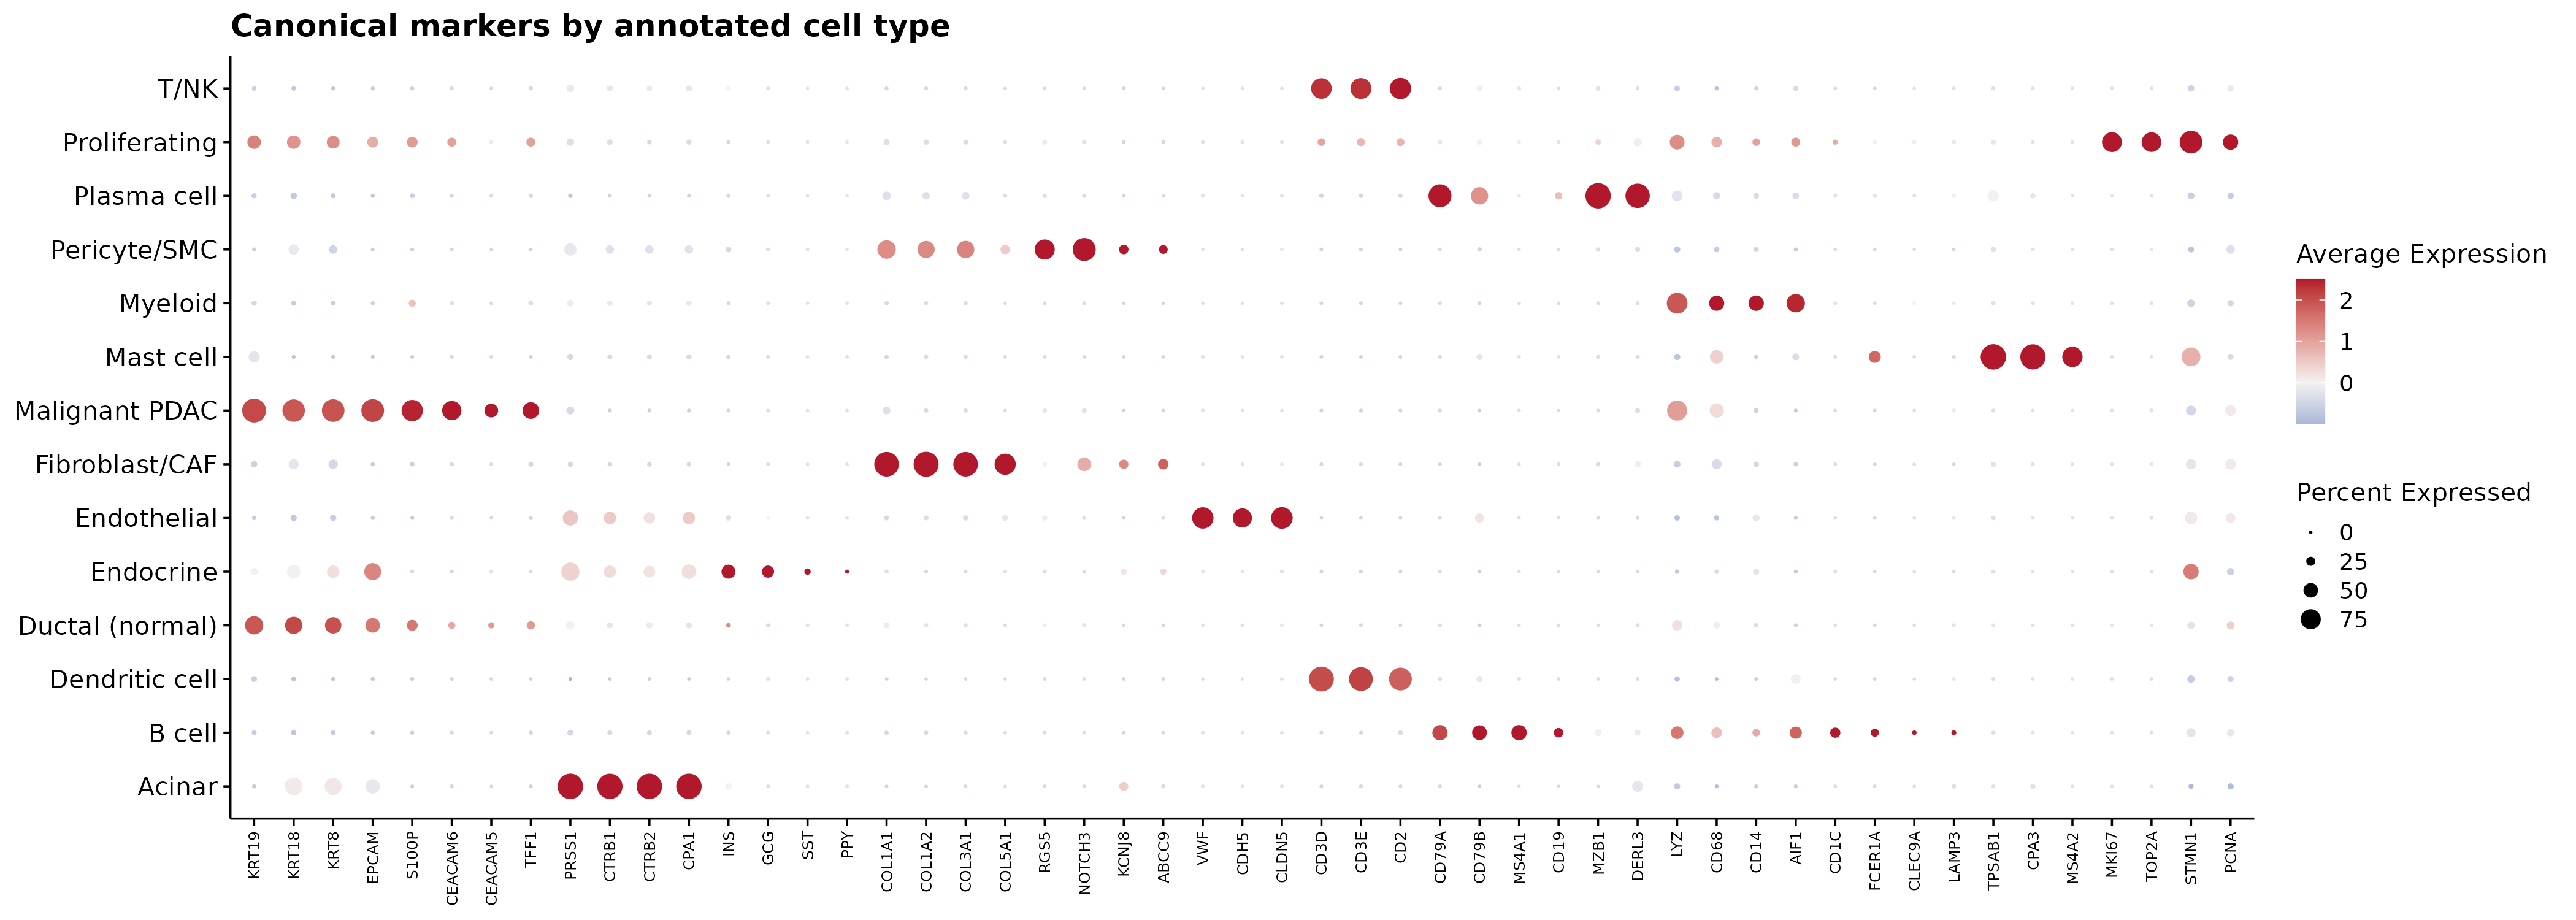 Canonical markers by annotated cell type
T/NK
Proliferating
Plasma cell
Pericyte/SMC
Myeloid
Mast cell
Malignant PDAC
Fibroblast/CAF
Endothelial
Endocrine
Ductal (normal)
Dendritic cell
B cell
Acinar
KRT19
KRT18
KRT8
EPCAM
S100P
CEACAM6
CEACAM5
TFF1
PRSS1
CTRB1
CTRB2
CPA1
INS
GCG
SST
PPY
COL1A1
COL1A2
COL3A1
COL5A1
RGS5
NOTCH3
KCNJ8
ABCC9
VWF
CDH5
CLDN5
CD3D
CD3E
CD2
CD79A
CD79B
MS4A1
CD19
MZB1
DERL3
LYZ
CD68
CD14
AIF1
CD1C
FCER1A
CLEC9A
LAMP3
TPSAB1
CPA3
MS4A2
MKI67
TOP2A
STMN1
PCNA
Average Expression
2
1
0
Percent Expressed
0
25
50
75